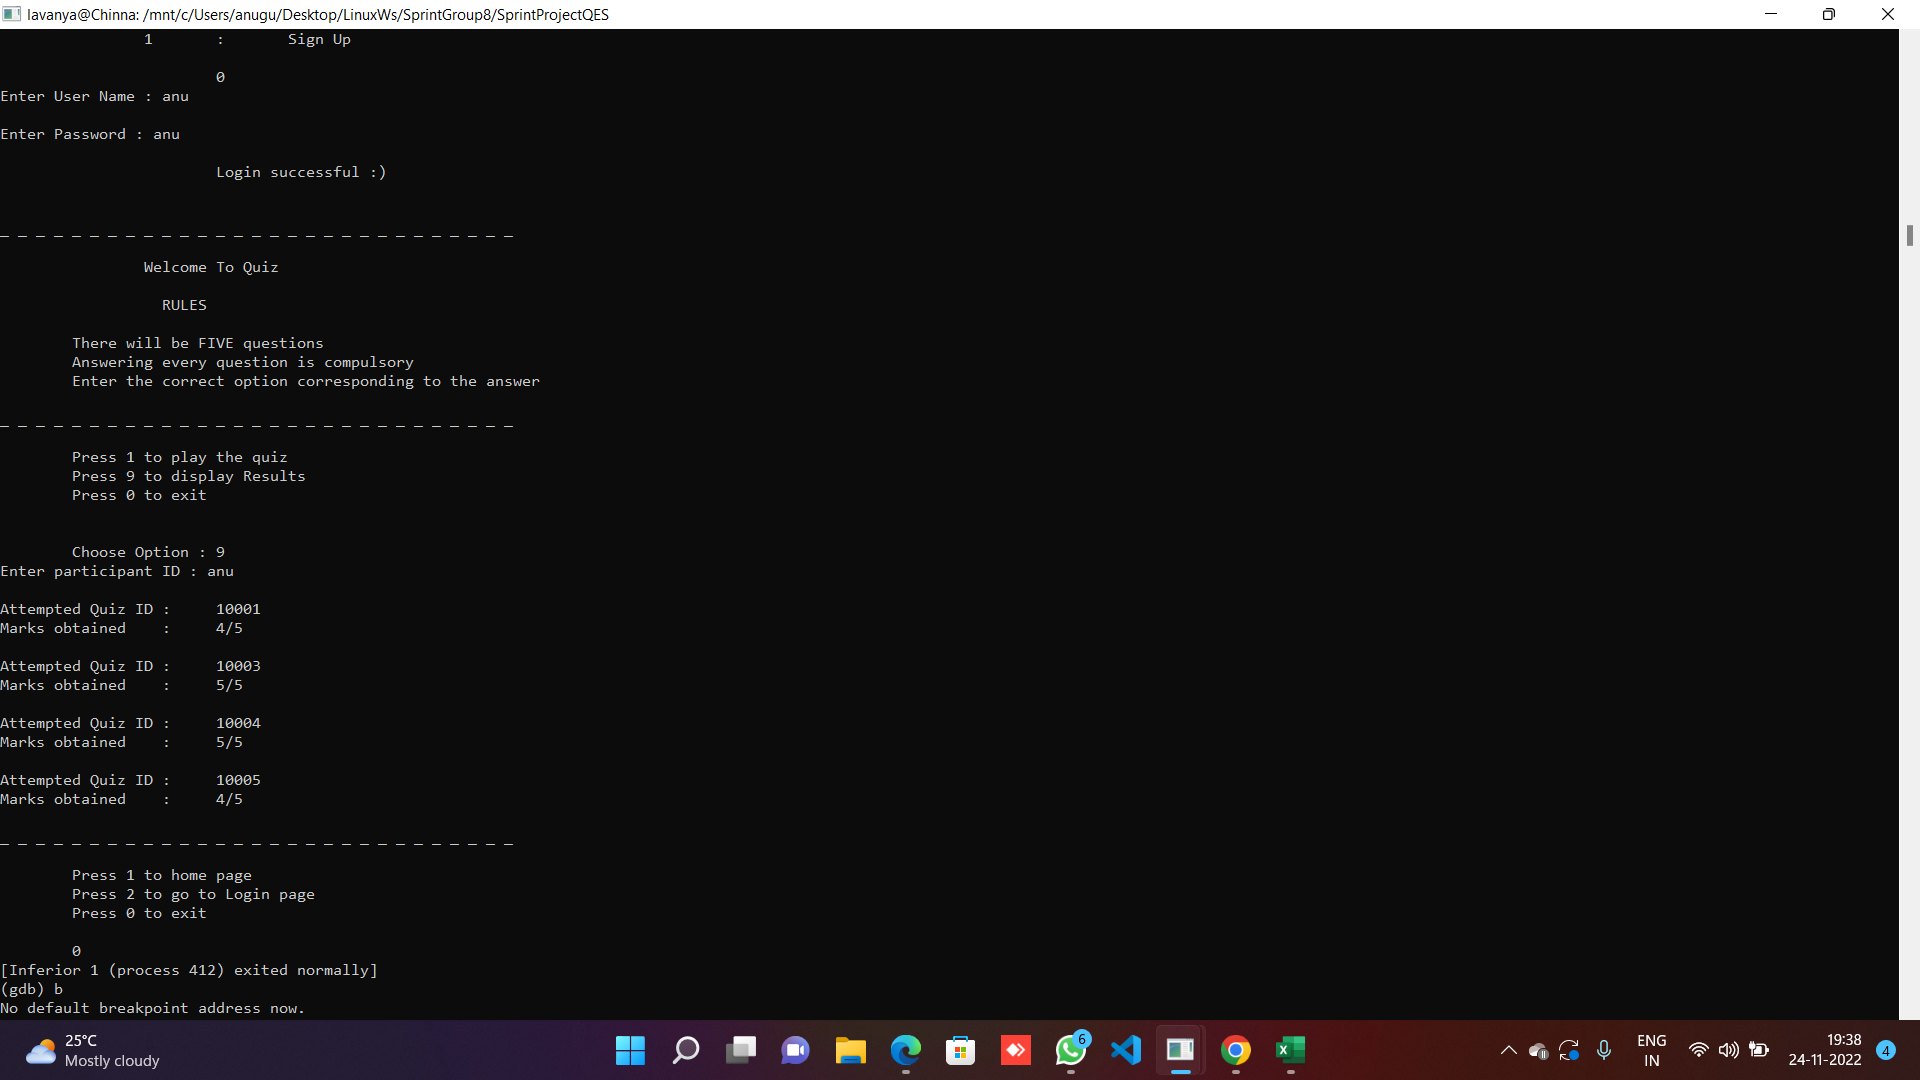 lavanya@Chinna: /mnt/c/Users/anugu/Desktop/LinuxWs/SprintGroup8/SprintProjectQES
1 : Sign Up
0
Enter User Name : anu
Enter Password : anu
Login successful :)
_ _ _ _ _ _ _ _ _ _ _ _ _ _ _ _ _ _ _ _ _ _ _ _ _ _ _ _ _
Welcome To Quiz
RULES
There will be FIVE questions
Answering every question is compulsory
Enter the correct option corresponding to the answer
_ _ _ _ _ _ _ _ _ _ _ _ _ _ _ _ _ _ _ _ _ _ _ _ _ _ _ _ _
Press 1 to play the quiz
Press 9 to display Results
Press 0 to exit
Choose Option : 9
Enter participant ID : anu
Attempted Quiz ID : 10001
Marks obtained : 4/5
Attempted Quiz ID : 10003
Marks obtained : 5/5
Attempted Quiz ID : 10004
Marks obtained : 5/5
Attempted Quiz ID : 10005
Marks obtained : 4/5
_ _ _ _ _ _ _ _ _ _ _ _ _ _ _ _ _ _ _ _ _ _ _ _ _ _ _ _ _
Press 1 to home page
Press 2 to go to Login page
Press 0 to exit
0
[Inferior 1 (process 412) exited normally]
(gdb) b
No default breakpoint address now.
25°C
Mostly cloudy
6
ENG
IN
19:38
24-11-2022
4